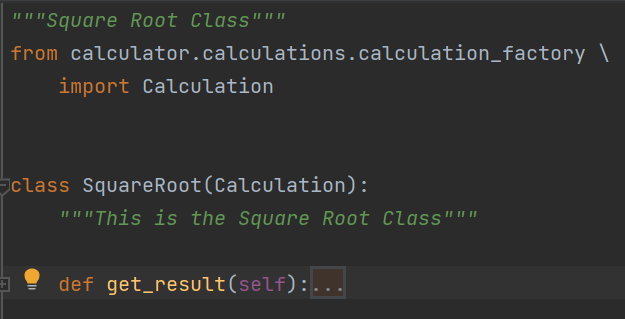 """Square Root Class"""
from calculator.calculations.calculation_factory \
    import Calculation
class SquareRoot(Calculation):
    """This is the Square Root Class"""
    def get_result(self):...